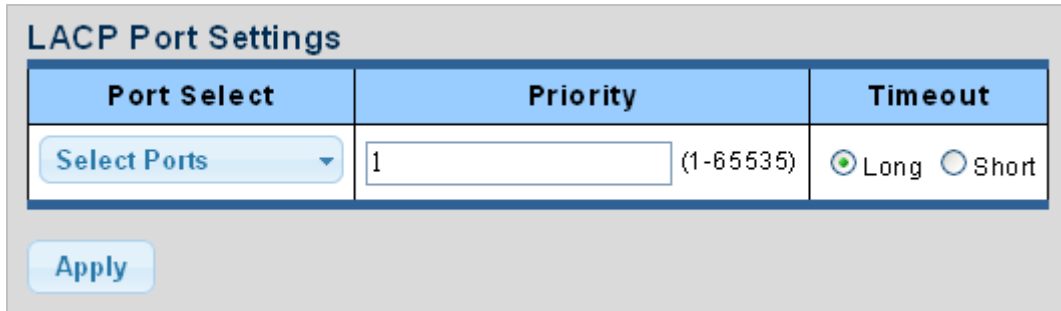 LACP Port Settings
Port Select Priority Timeout
Select Ports 1 (1-65535) Long Short
Apply